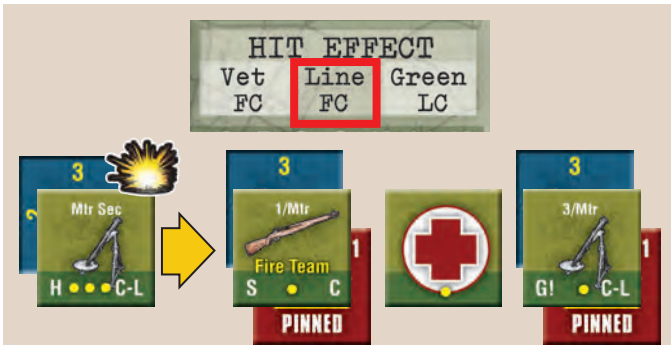 HIT EFFECT
Vet Line Green
FC FC LC
3
2
Mtr Sec
H C-L
3
1/Mtr
Fire Team
S C
1
PINNED
3
3/Mtr
G! C-L
1
PINNED